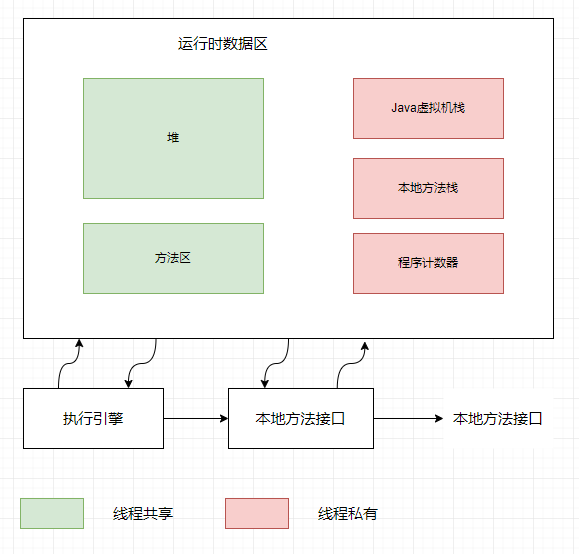 运行时数据区
堆
Java虚拟机栈
本地方法栈
方法区
程序计数器
执行引擎
本地方法接口
本地方法接口
线程共享
线程私有